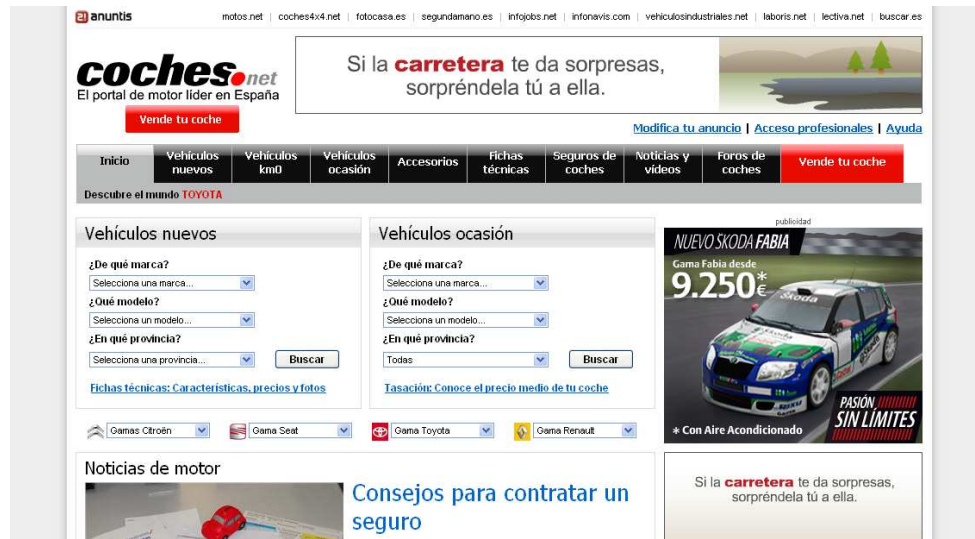 anuntis
motos.net | coches4x4.net | fotocasa.es | segundamano.es | infojobs.net | infonavis.com | vehiculosindustriales.net | laboris.net | lectiva.net | buscar.es
coches.net
El portal de motor líder en España
Vende tu coche
Si la carretera te da sorpresas,
sorpréndela tú a ella.
Modifica tu anuncio | Acceso profesionales | Ayuda
Inicio
Vehículos nuevos
Vehículos km0
Vehículos ocasión
Accesorios
Fichas técnicas
Seguros de coches
Noticias y vídeos
Foros de coches
Vende tu coche
Descubre el mundo TOYOTA
Vehículos nuevos
¿De qué marca?
Selecciona una marca...
¿Qué modelo?
Selecciona un modelo...
¿En qué provincia?
Selecciona una provincia...
Buscar
Fichas técnicas: Características, precios y fotos
Vehículos ocasión
¿De qué marca?
Selecciona una marca...
¿Qué modelo?
Selecciona un modelo...
¿En qué provincia?
Todas
Buscar
Tasación: Conoce el precio medio de tu coche
publicidad
NUEVO ŠKODA FABIA
Gama Fabia desde
9.250*€
Škoda
PASIÓN
SIN LÍMITES
* Con Aire Acondicionado
Gamas Citroën
Gama Seat
Gama Toyota
Gama Renault
Noticias de motor
Consejos para contratar un
seguro
Si la carretera te da sorpresas,
sorpréndela tú a ella.